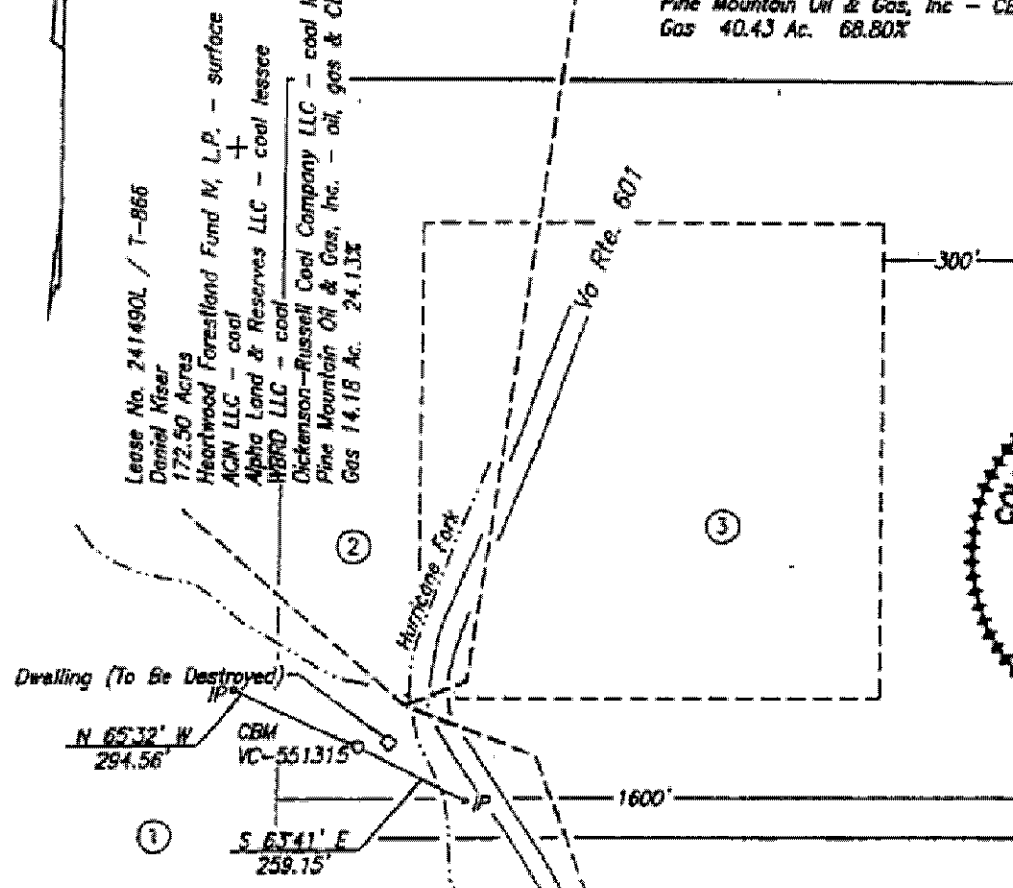 Pine Mountain Oil & Gas, Inc - CB
Gas 40.43 Ac. 68.80%
Lease No. 241490L / T-866
Daniel Kiser
172.50 Acres
Heartwood Forestland Fund IV, L.P. - surface
ACIN LLC - coal
Alpha Land & Reserves LLC - coal lessee
WBRD LLC - coal
Dickenson-Russell Coal Company LLC - coal
Pine Mountain Oil & Gas, Inc. - oil, gas & CB
Gas 14.18 Ac. 24.13%
Va Rte. 601
300'
3
2
Hurricane Fork
Dwelling (To Be Destroyed)
IP
N 65°32' W
294.56'
CBM
VC-551315
IP
1600'
1
S 63°41' E
259.15'